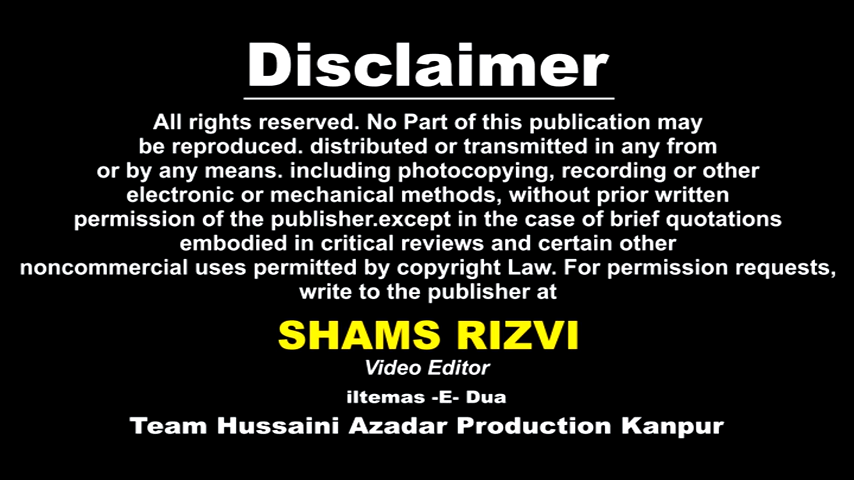 Disclaimer
All rights reserved. No Part of this publication may
be reproduced. distributed or transmitted in any from
or by any means. including photocopying, recording or other
electronic or mechanical methods, without prior written
permission of the publisher.except in the case of brief quotations
embodied in critical reviews and certain other
noncommercial uses permitted by copyright Law. For permission requests,
write to the publisher at
SHAMS RIZVI
Video Editor
iltemas -E- Dua
Team Hussaini Azadar Production Kanpur